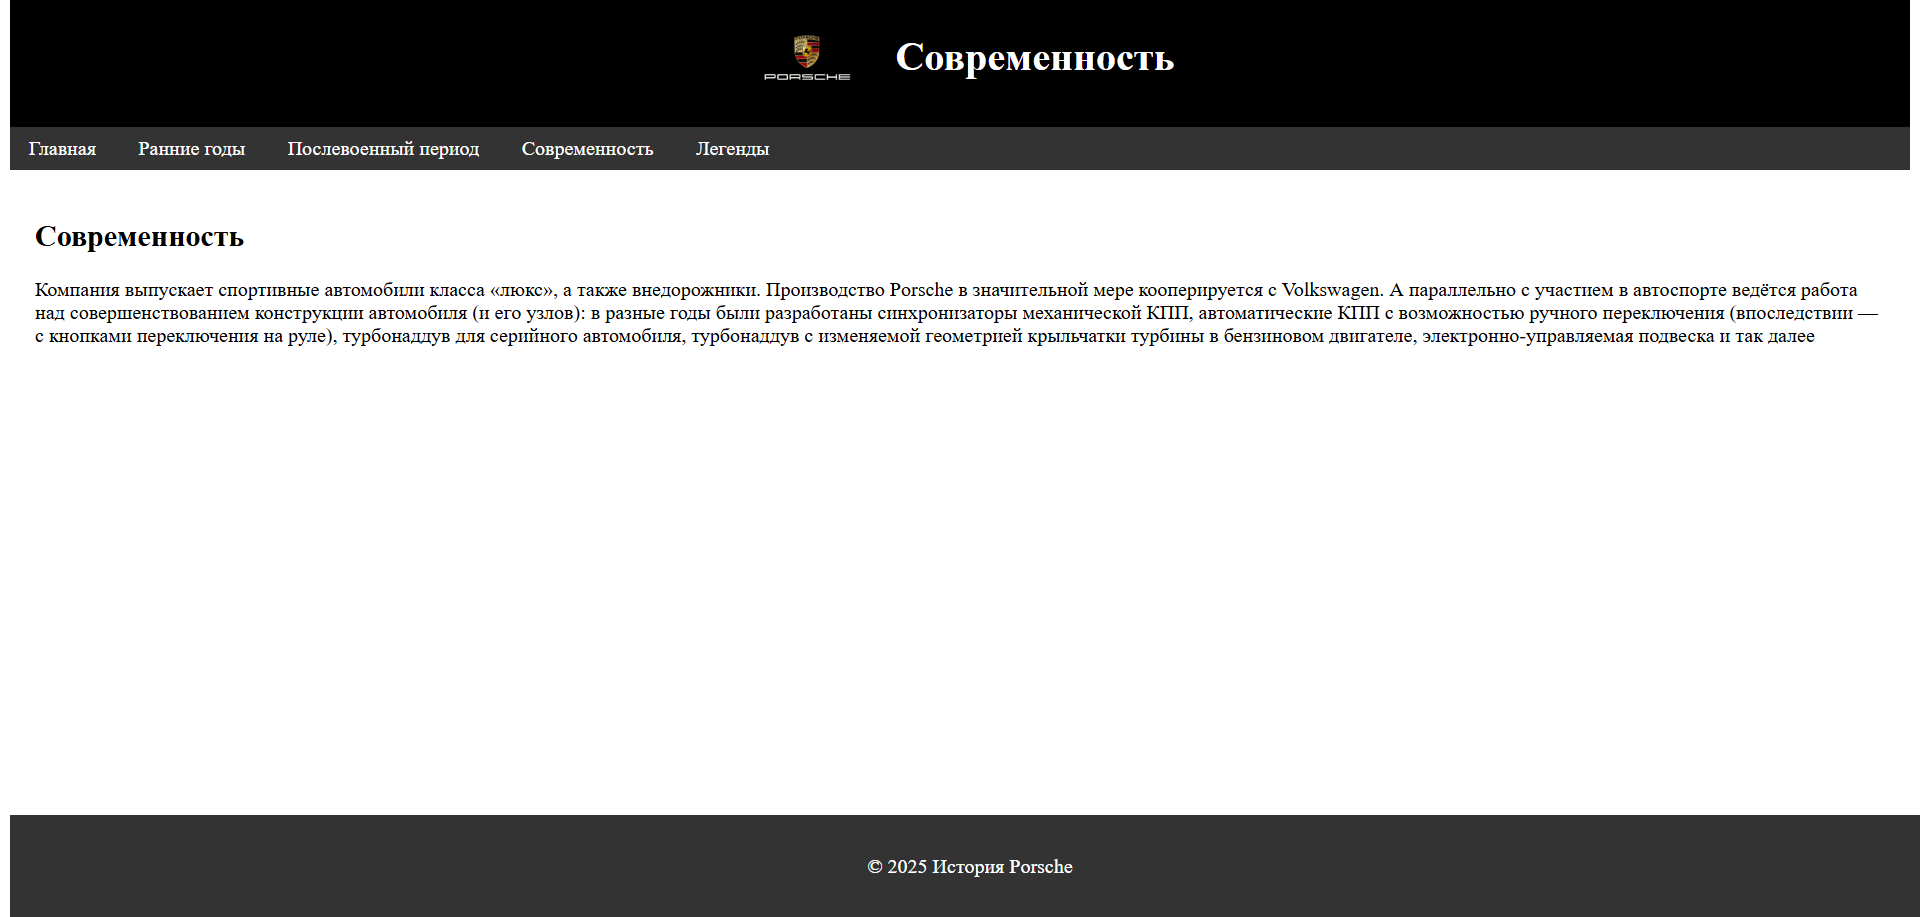 PORSCHE
Современность
Главная Ранние годы Послевоенный период Современность Легенды
Современность
Компания выпускает спортивные автомобили класса «люкс», а также внедорожники. Производство Porsche в значительной мере кооперируется с Volkswagen. А параллельно с участием в автоспорте ведётся работа
над совершенствованием конструкции автомобиля (и его узлов): в разные годы были разработаны синхронизаторы механической КПП, автоматические КПП с возможностью ручного переключения (впоследствии —
с кнопками переключения на руле), турбонаддув для серийного автомобиля, турбонаддув с изменяемой геометрией крыльчатки турбины в бензиновом двигателе, электронно-управляемая подвеска и так далее
© 2025 История Porsche